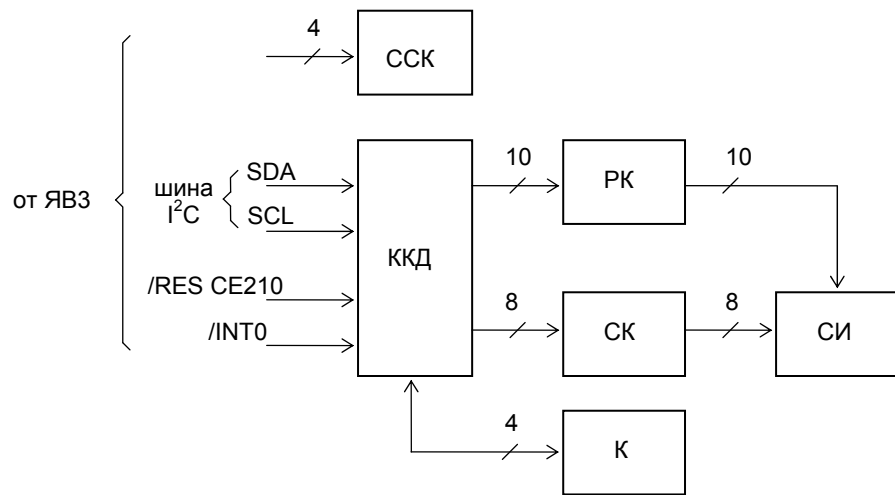 4
ССК
от ЯВ3
шина
I²C
SDA
SCL
/RES CE210
/INT0
ККД
10
РК
10
8
СК
8
СИ
4
К